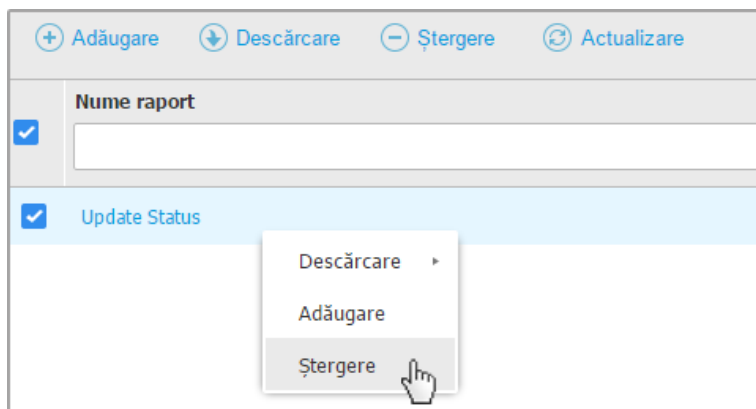 Adăugare Descărcare Ștergere Actualizare
Nume raport
Update Status
Descărcare
Adăugare
Ștergere